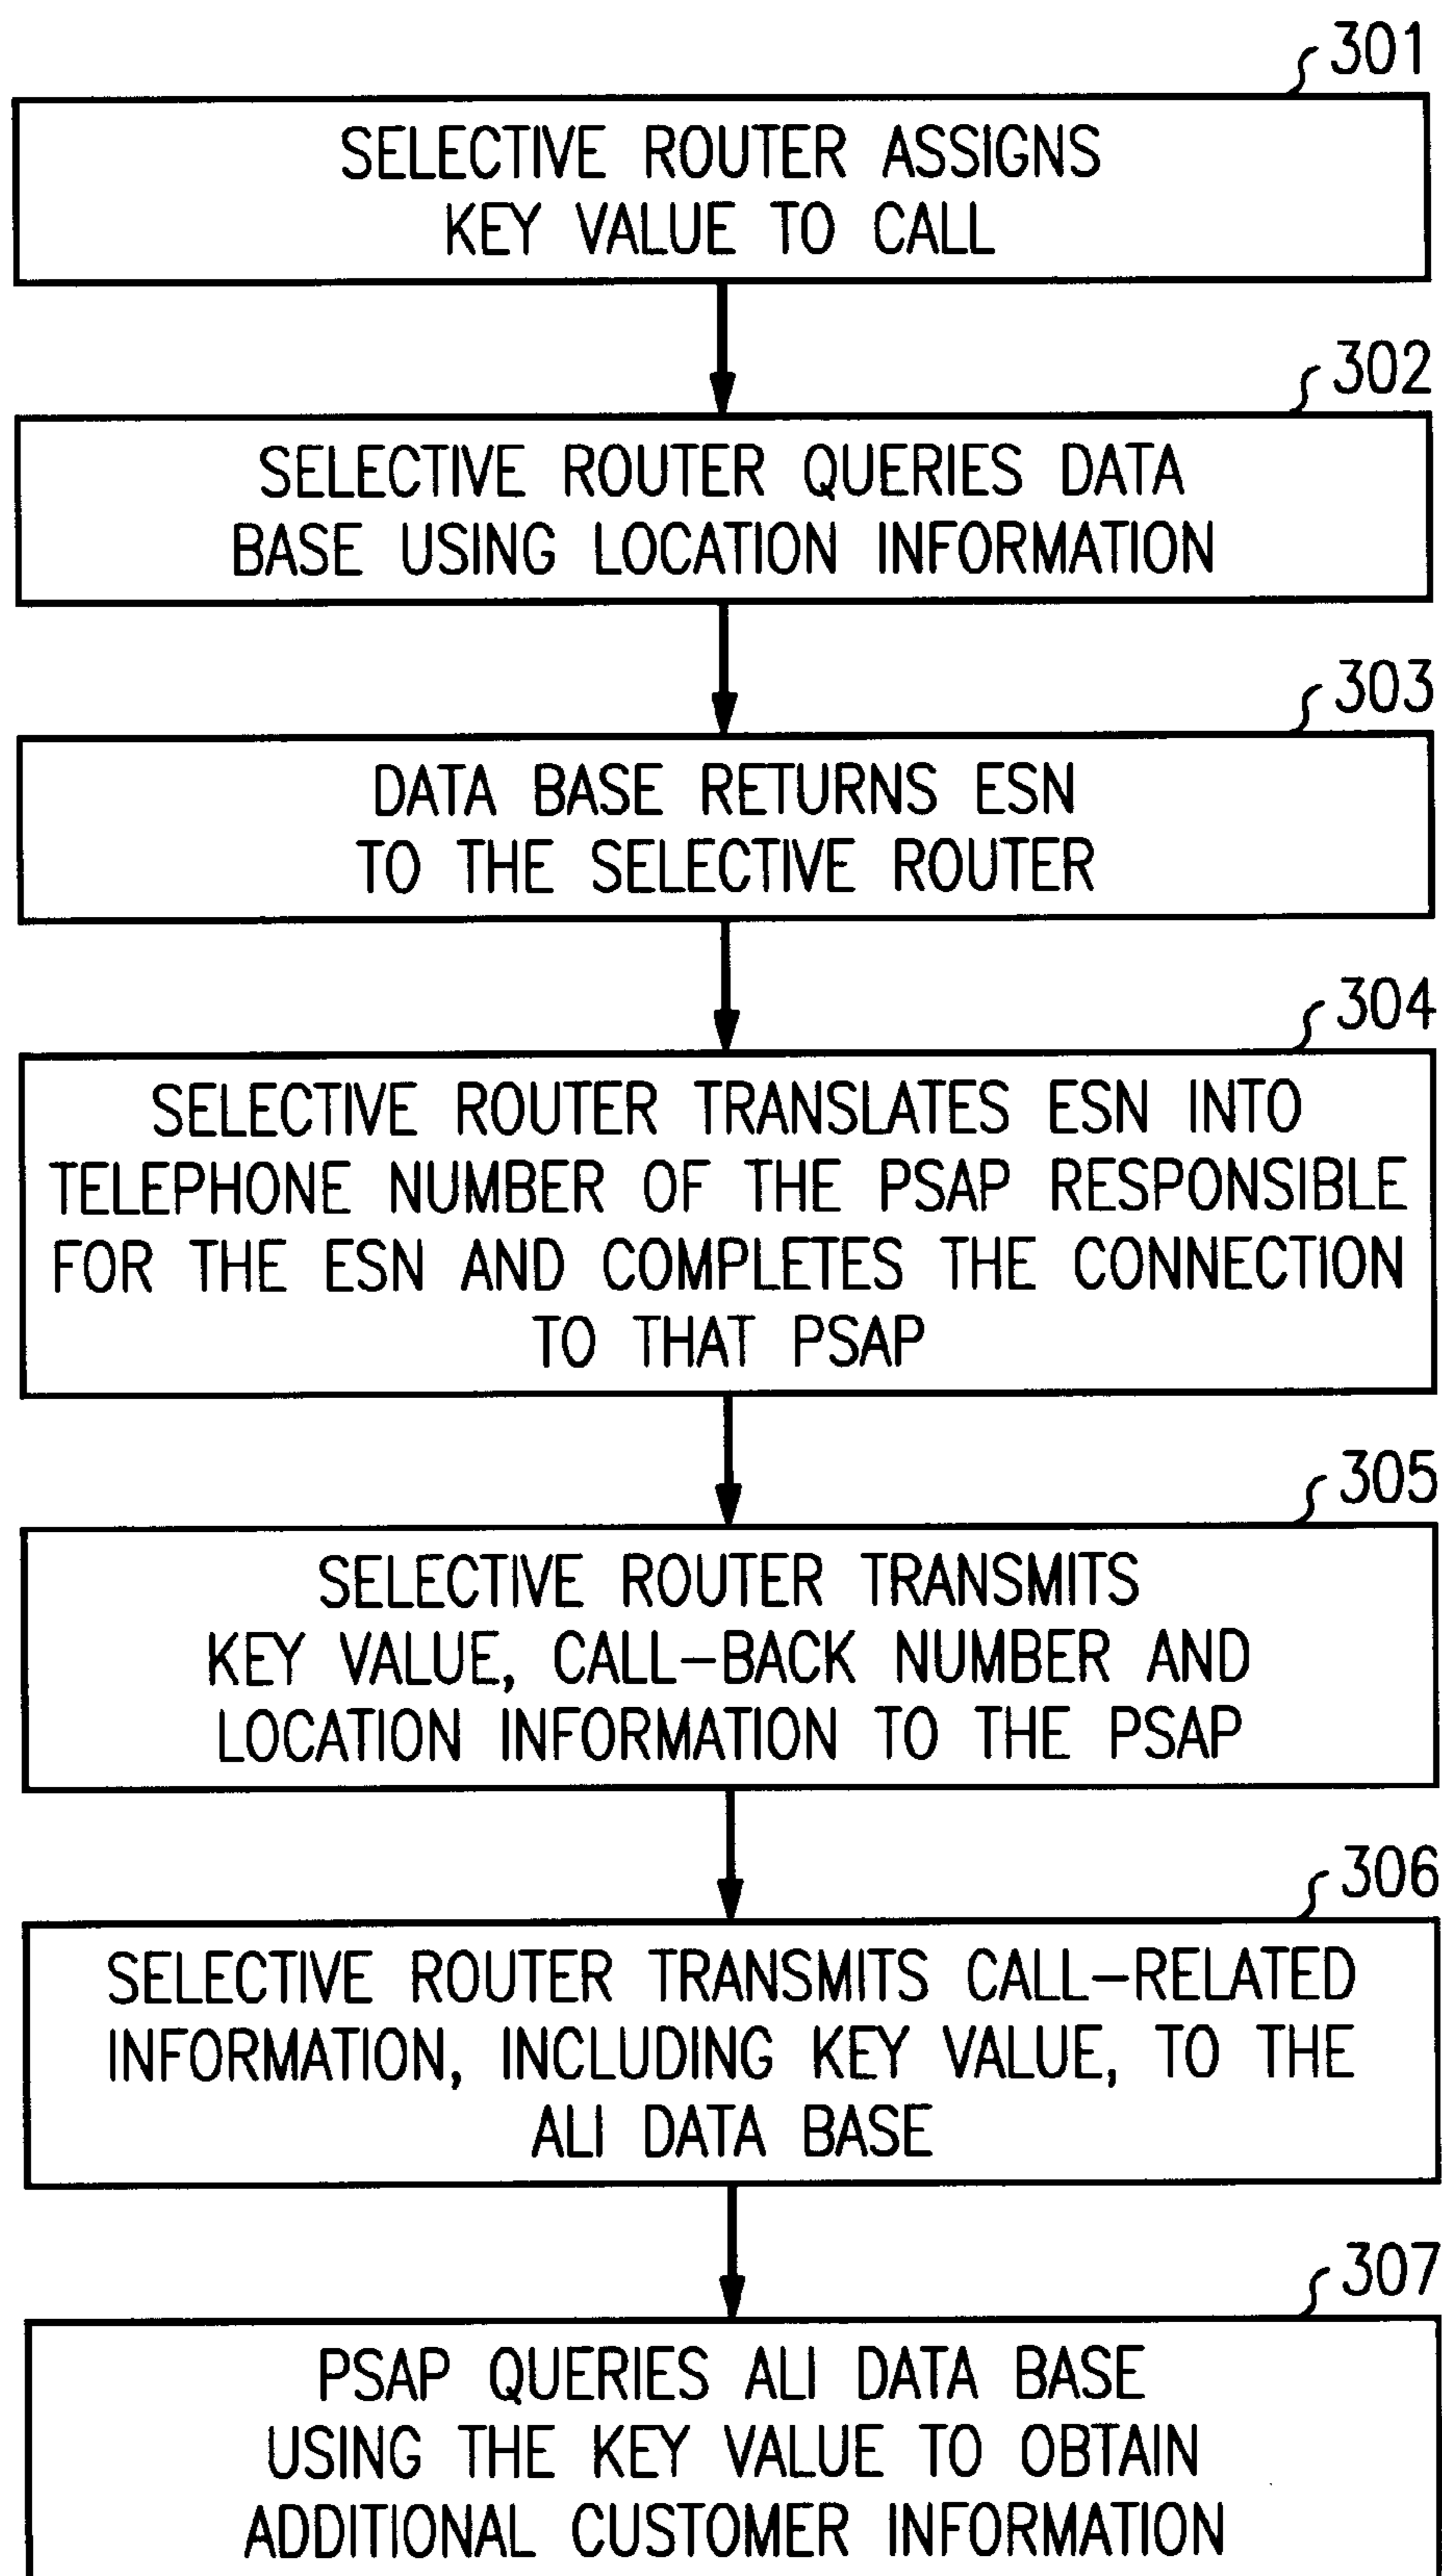 301
SELECTIVE ROUTER ASSIGNS
KEY VALUE TO CALL
302
SELECTIVE ROUTER QUERIES DATA
BASE USING LOCATION INFORMATION
303
DATA BASE RETURNS ESN
TO THE SELECTIVE ROUTER
304
SELECTIVE ROUTER TRANSLATES ESN INTO
TELEPHONE NUMBER OF THE PSAP RESPONSIBLE
FOR THE ESN AND COMPLETES THE CONNECTION
TO THAT PSAP
305
SELECTIVE ROUTER TRANSMITS
KEY VALUE, CALL-BACK NUMBER AND
LOCATION INFORMATION TO THE PSAP
306
SELECTIVE ROUTER TRANSMITS CALL-RELATED
INFORMATION, INCLUDING KEY VALUE, TO THE
ALI DATA BASE
307
PSAP QUERIES ALI DATA BASE
USING THE KEY VALUE TO OBTAIN
ADDITIONAL CUSTOMER INFORMATION